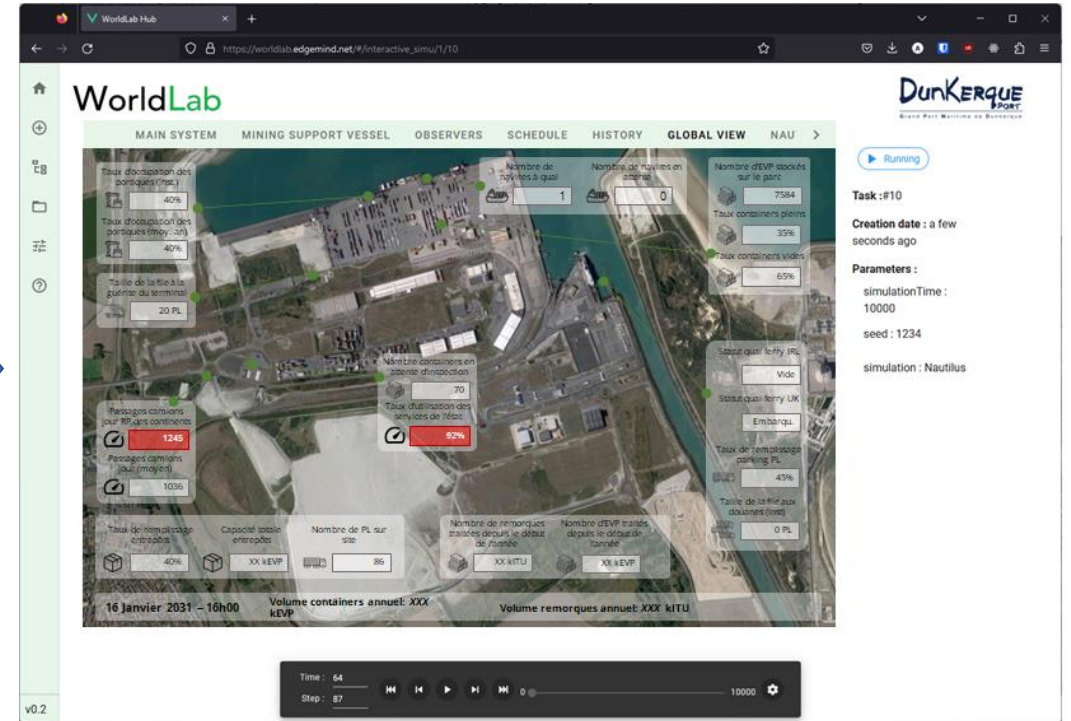 WorldLab Hub
https://worldlab.edgemind.net/#/interactive_simu/1/10
WorldLab
DUNKERQUE
PORT
Grand Port Maritime de Dunkerque
MAIN SYSTEM
MINING SUPPORT VESSEL
OBSERVERS
SCHEDULE
HISTORY
GLOBAL VIEW
NAU
Running
Task :#10
Creation date : a few
seconds ago
Parameters :
simulationTime :
10000
seed : 1234
simulation : Nautilus
Taux d'occupation des
portiques (inst.)
40%
Taux d'occupation des
portiques (moy. an)
40%
Taille de la file à la
guérite du terminal
20 PL
Nombre de
navires à quai
1
Nombre de navires en
attente
0
Nombre d'EVP stockés
sur le parc
7584
Taux containers pleins
35%
Taux containers vides
65%
Nombre containers en
attente d'inspection
70
Taux d'utilisation des
services de l'état
92%
Statut quai ferry IRL
Vide
Statut quai ferry UK
Embarqu.
Taux de remplissage
parking PL
45%
Taille de la file aux
douanes (inst)
0 PL
Passages camions
jour RP des continents
1245
Passages camions
jour (moyen)
1036
Taux de remplissage
entrepôts
40%
Capacité totale
entrepôts
XX kEVP
Nombre de PL sur
site
86
Nombre de remorques
traitées depuis le début
de l'année
XX kITU
Nombre d'EVP traités
depuis le début de
l'année
XX kEVP
16 Janvier 2031 – 16h00
Volume containers annuel: XXX
kEVP
Volume remorques annuel: XXX kITU
Time : 64
Step : 87
0
10000
v0.2